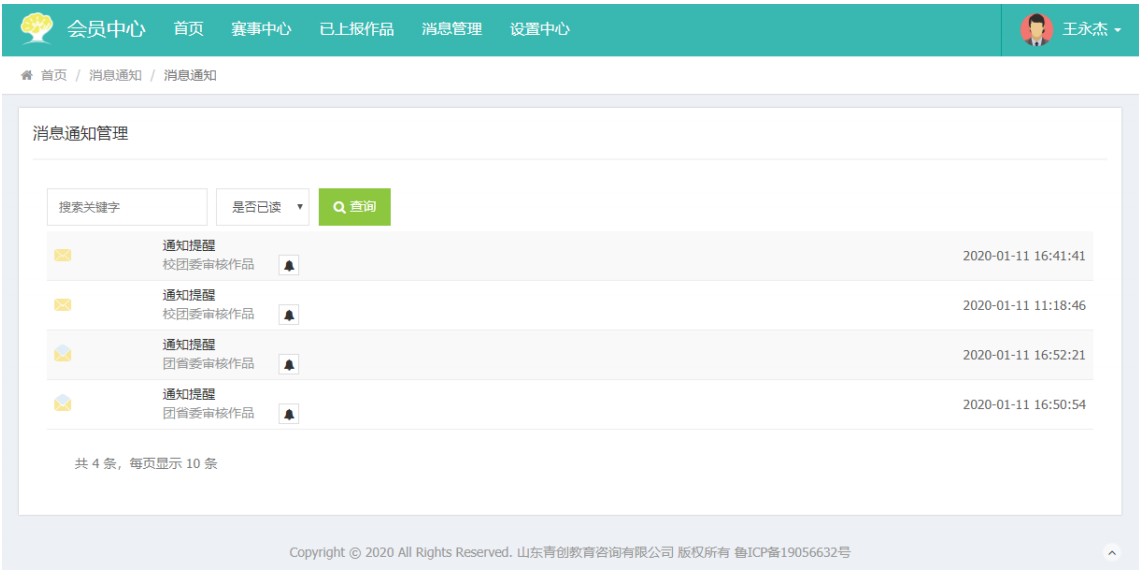 会员中心 首页 赛事中心 已上报作品 消息管理 设置中心 王永杰
首页 / 消息通知 / 消息通知
消息通知管理
搜索关键字 是否已读 查询
通知提醒
校团委审核作品 2020-01-11 16:41:41
通知提醒
校团委审核作品 2020-01-11 11:18:46
通知提醒
团省委审核作品 2020-01-11 16:52:21
通知提醒
团省委审核作品 2020-01-11 16:50:54
共 4 条，每页显示 10 条
Copyright © 2020 All Rights Reserved. 山东青创教育咨询有限公司 版权所有 鲁ICP备19056632号